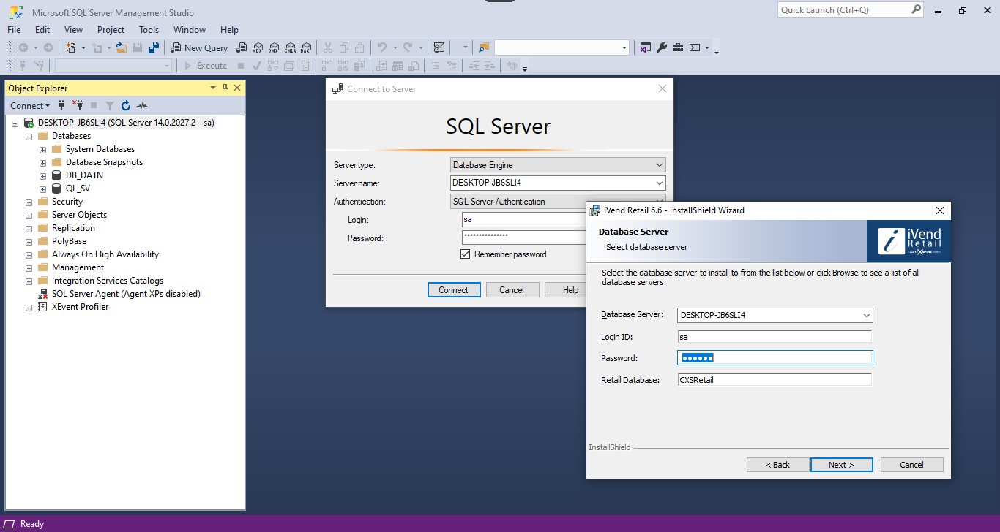 Microsoft SQL Server Management Studio
Quick Launch (Ctrl+Q)
File Edit View Project Tools Window Help
New Query
MDX DMX XMLA DAX
Execute
Object Explorer
Connect
DESKTOP-JB6SLI4 (SQL Server 14.0.2027.2 - sa)
Databases
System Databases
Database Snapshots
DB_DATN
QL_SV
Security
Server Objects
Replication
PolyBase
Always On High Availability
Management
Integration Services Catalogs
SQL Server Agent (Agent XPs disabled)
XEvent Profiler
Connect to Server
SQL Server
Server type: Database Engine
Server name: DESKTOP-JB6SLI4
Authentication: SQL Server Authentication
Login: sa
Password: ***************
Remember password
Connect Cancel Help
iVend Retail 6.6 - InstallShield Wizard
Database Server
Select database server
iVend
Retail
Select the database server to install to from the list below or click Browse to see a list of all
database servers.
Database Server: DESKTOP-JB6SLI4
Login ID: sa
Password: ●●●●●●
Retail Database: CXSRetail
InstallShield
< Back Next > Cancel
Ready